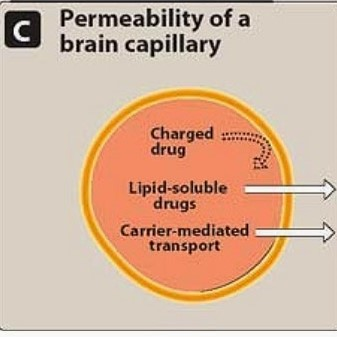 C
Permeability of a
brain capillary
Charged
drug
Lipid-soluble
drugs
Carrier-mediated
transport